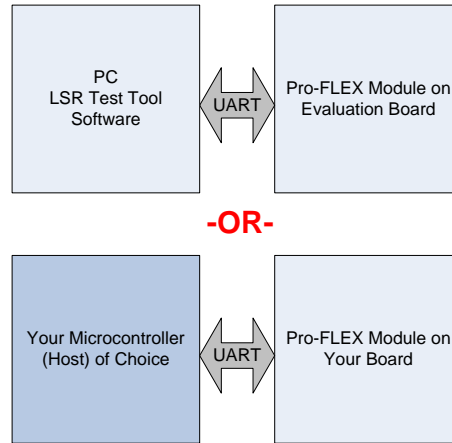 PC
LSR Test Tool
Software
UART
Pro-FLEX Module on
Evaluation Board
-OR-
Your Microcontroller
(Host) of Choice
UART
Pro-FLEX Module on
Your Board